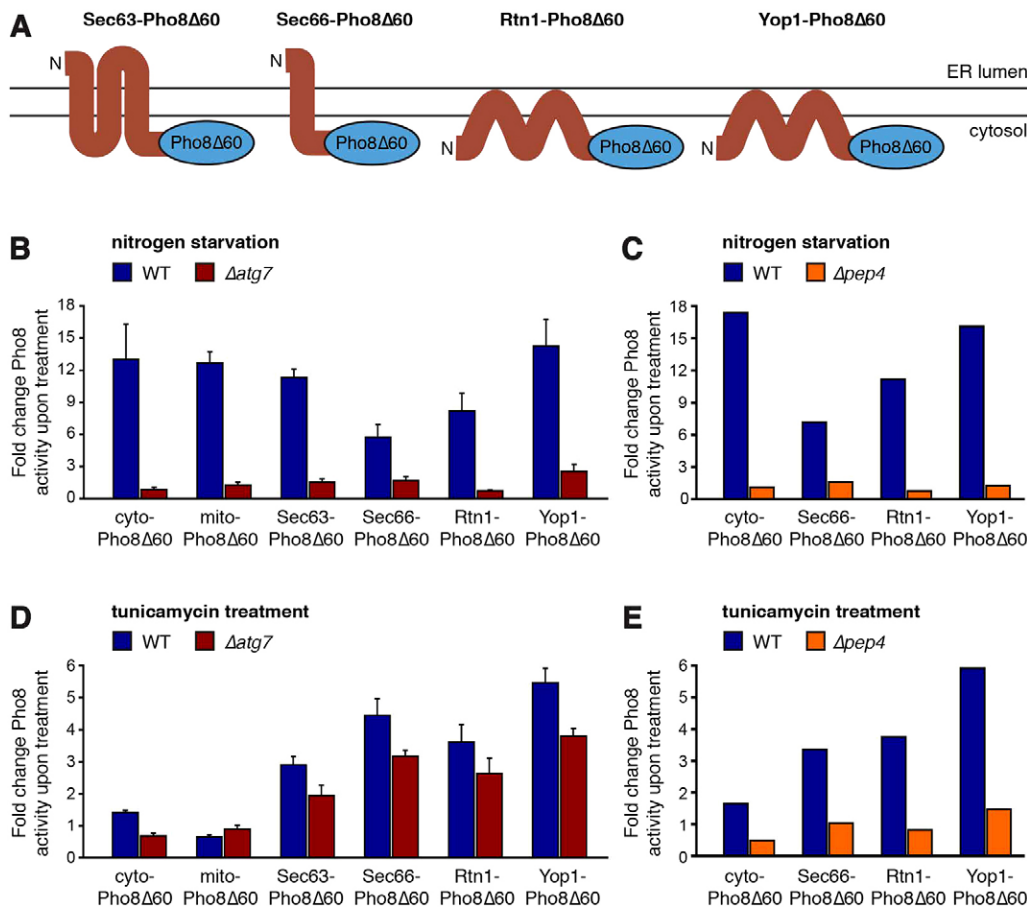 A
Sec63-Pho8Δ60 Sec66-Pho8Δ60 Rtn1-Pho8Δ60 Yop1-Pho8Δ60
N N ER lumen
cytosol
N Pho8Δ60 Pho8Δ60 N Pho8Δ60 Pho8Δ60
B
nitrogen starvation
WT Δatg7
Fold change Pho8
activity upon treatment
18
15
12
9
6
3
0
cyto- mito- Sec63- Sec66- Rtn1- Yop1-
Pho8Δ60 Pho8Δ60 Pho8Δ60 Pho8Δ60 Pho8Δ60 Pho8Δ60
C
nitrogen starvation
WT Δpep4
Fold change Pho8
activity upon treatment
18
15
12
9
6
3
0
cyto- Sec66- Rtn1- Yop1-
Pho8Δ60 Pho8Δ60 Pho8Δ60 Pho8Δ60
D
tunicamycin treatment
WT Δatg7
Fold change Pho8
activity upon treatment
6
5
4
3
2
1
0
cyto- mito- Sec63- Sec66- Rtn1- Yop1-
Pho8Δ60 Pho8Δ60 Pho8Δ60 Pho8Δ60 Pho8Δ60 Pho8Δ60
E
tunicamycin treatment
WT Δpep4
Fold change Pho8
activity upon treatment
6
5
4
3
2
1
0
cyto- Sec66- Rtn1- Yop1-
Pho8Δ60 Pho8Δ60 Pho8Δ60 Pho8Δ60